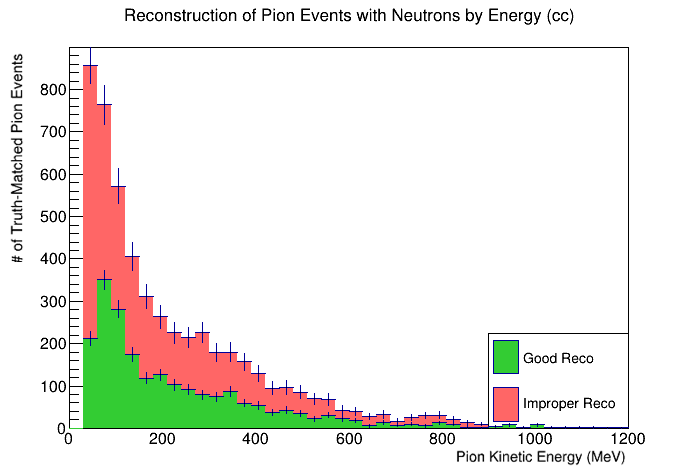 Reconstruction of Pion Events with Neutrons by Energy (cc)
# of Truth-Matched Pion Events
800
700
600
500
400
300
200
100
0
0 200 400 600 800 1000 1200
Pion Kinetic Energy (MeV)
Good Reco
Improper Reco